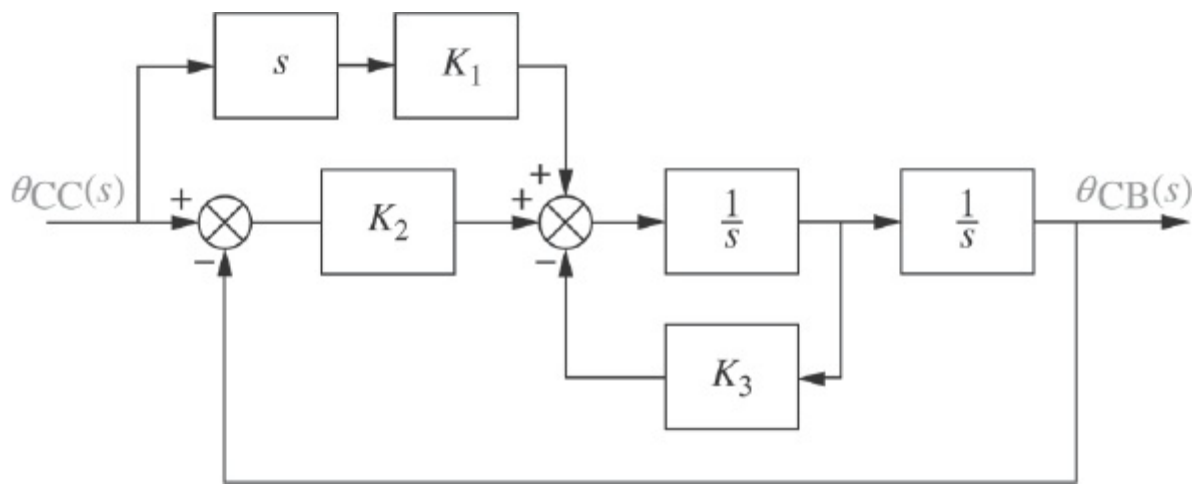 s
K₁
θCC(s)
+
−
K₂
+
+
−
1/s
1/s
θCB(s)
K₃